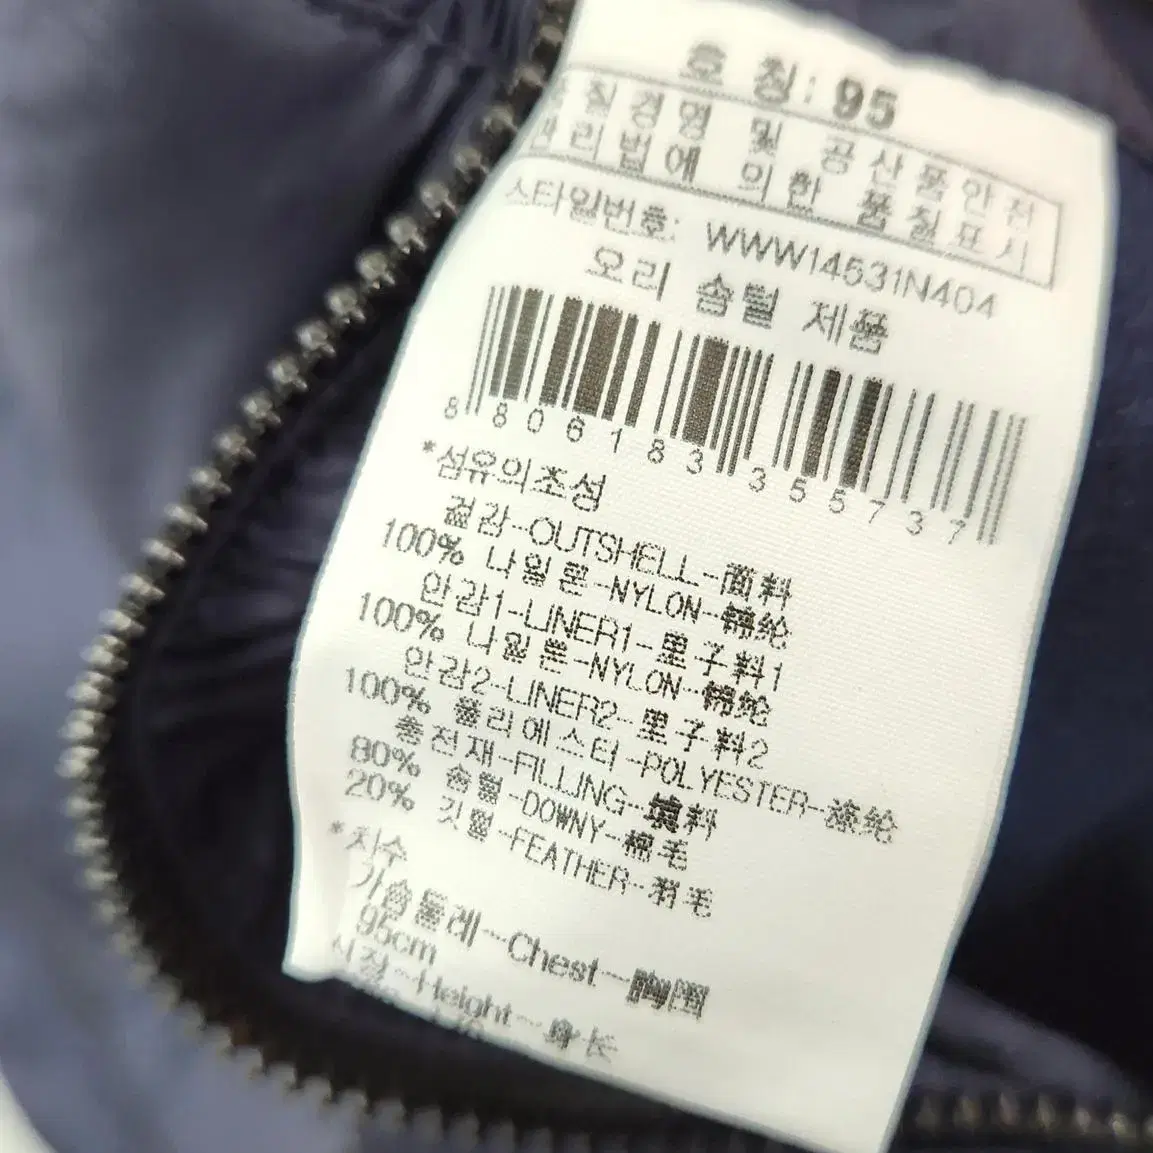 호칭: 95
품질경영 및 공산품안전
관리법에 의한 품질표시
스타일번호: WWW14631N404
오리 솜털 제품
8806183355737
*섬유의조성
겉감-OUTSHELL-面料
100% 나일론-NYLON-锦纶
안감1-LINER1-里子料1
100% 나일론-NYLON-锦纶
안감2-LINER2-里子料2
100% 폴리에스터-POLYESTER-涤纶
충전재-FILLING-填料
80% 솜털-DOWNY-棉毛
20% 깃털-FEATHER-羽毛
*치수
가슴둘레-Chest-胸围
95cm
신장-Height-身长